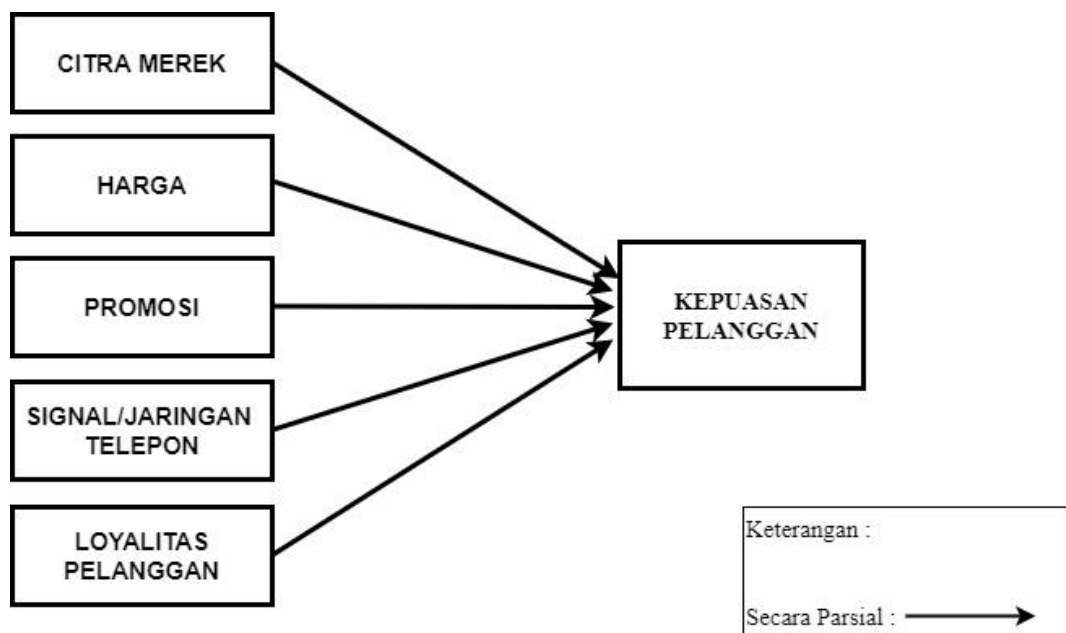 CITRA MEREK
HARGA
PROMOSI
SIGNAL/JARINGAN
TELEPON
LOYALITAS
PELANGGAN
KEPUASAN
PELANGGAN
Keterangan :
Secara Parsial :